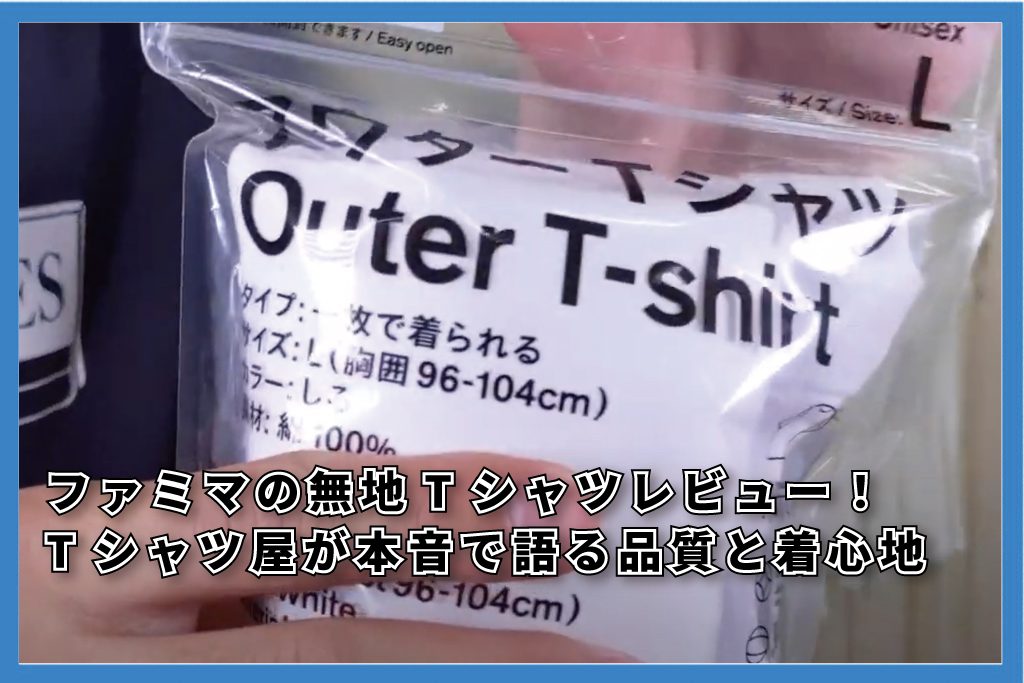 できます / Easy open
Unisex
サイズ / Size: L
アウターTシャツ
Outer T-shirt
タイプ: 一枚で着られる
サイズ: L(胸囲 96-104cm)
カラー: しろ
素材: 綿 100%
ES
ファミマの無地Tシャツレビュー！
Tシャツ屋が本音で語る品質と着心地
96-104cm)
White